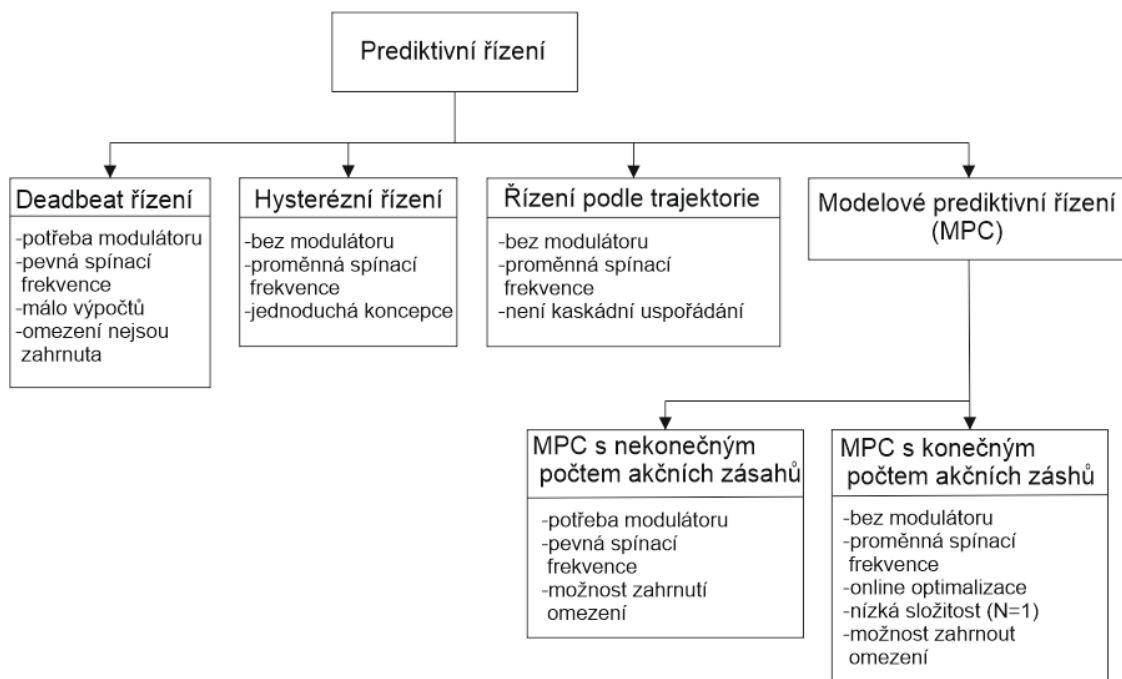 Prediktivní řízení
Deadbeat řízení
-potřeba modulátoru
-pevná spínací
frekvence
-málo výpočtů
-omezení nejsou
zahrnuta
Hysterézní řízení
-bez modulátoru
-proměnná spínací
frekvence
-jednoduchá koncepce
Řízení podle trajektorie
-bez modulátoru
-proměnná spínací
frekvence
-není kaskádní uspořádání
Modelové prediktivní řízení
(MPC)
MPC s nekonečným
počtem akčních zásahů
-potřeba modulátoru
-pevná spínací
frekvence
-možnost zahrnutí
omezení
MPC s konečným
počtem akčních záshů
-bez modulátoru
-proměnná spínací
frekvence
-online optimalizace
-nízká složitost (N=1)
-možnost zahrnout
omezení